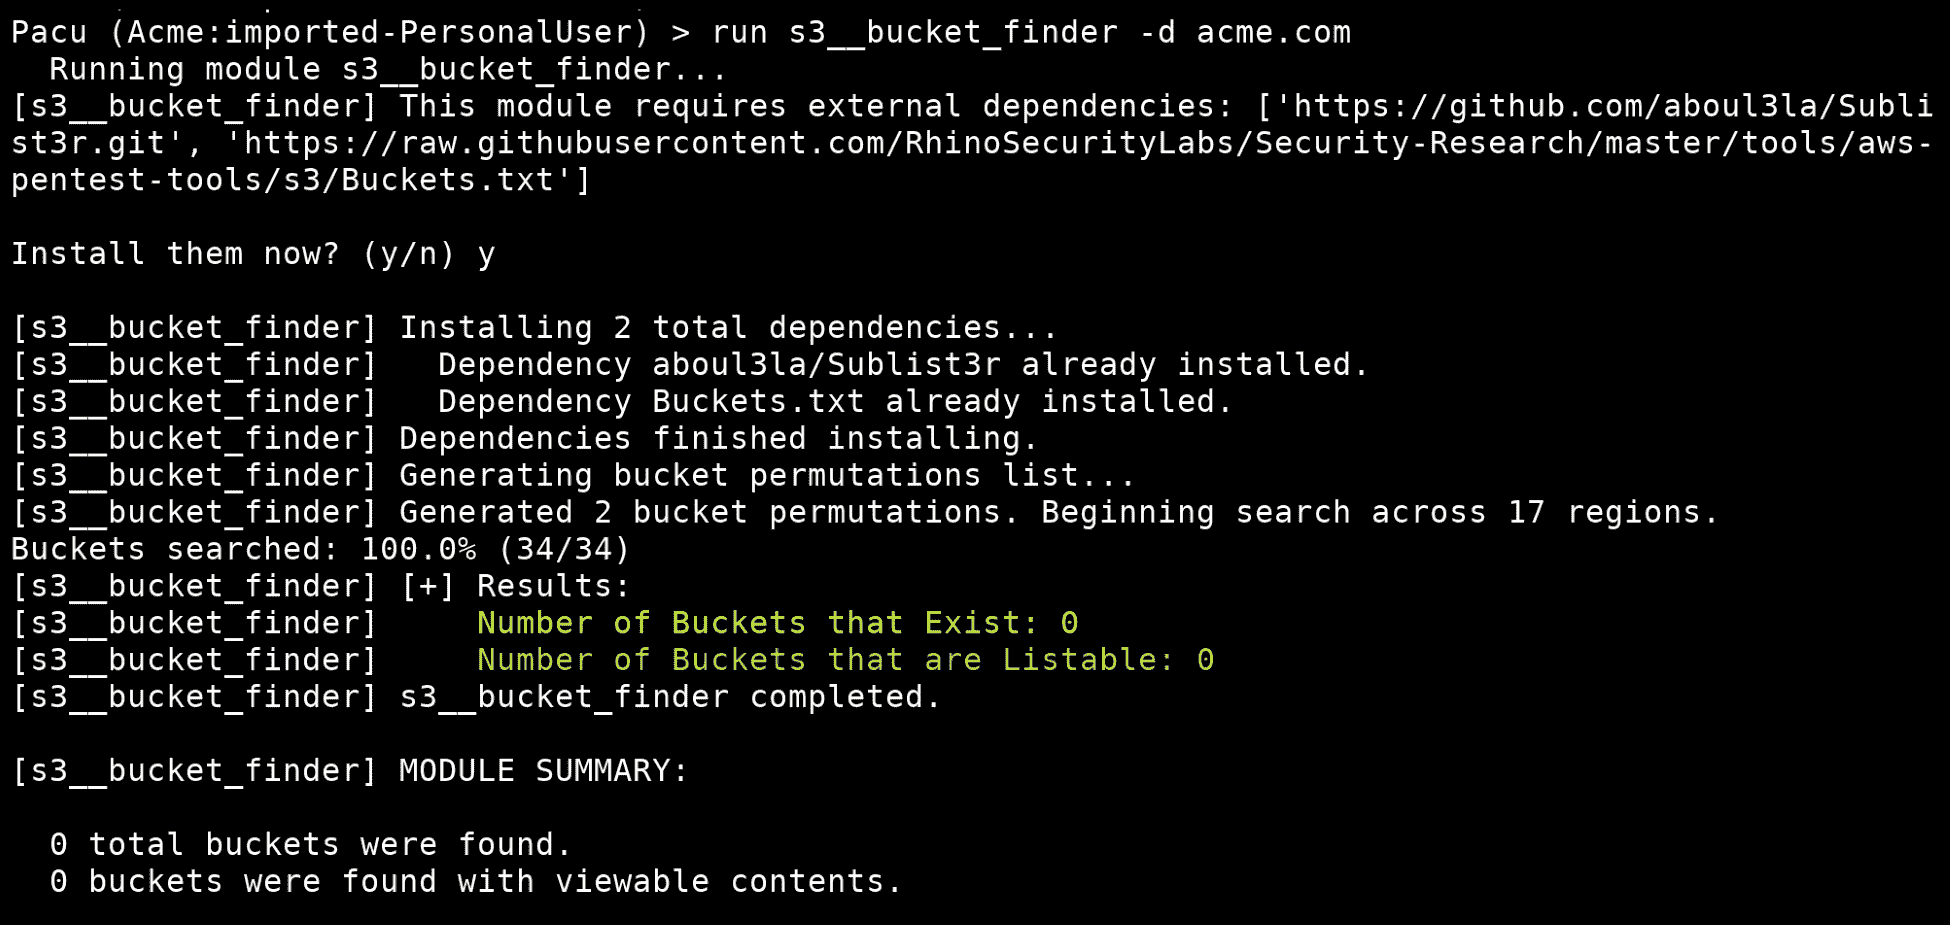 Pacu (Acme:imported-PersonalUser) > run s3__bucket_finder -d acme.com
  Running module s3__bucket_finder...
[s3__bucket_finder] This module requires external dependencies: ['https://github.com/aboul3la/Subli
st3r.git', 'https://raw.githubusercontent.com/RhinoSecurityLabs/Security-Research/master/tools/aws-
pentest-tools/s3/Buckets.txt']

Install them now? (y/n) y

[s3__bucket_finder] Installing 2 total dependencies...
[s3__bucket_finder]   Dependency aboul3la/Sublist3r already installed.
[s3__bucket_finder]   Dependency Buckets.txt already installed.
[s3__bucket_finder] Dependencies finished installing.
[s3__bucket_finder] Generating bucket permutations list...
[s3__bucket_finder] Generated 2 bucket permutations. Beginning search across 17 regions.
Buckets searched: 100.0% (34/34)
[s3__bucket_finder] [+] Results:
[s3__bucket_finder]     Number of Buckets that Exist: 0
[s3__bucket_finder]     Number of Buckets that are Listable: 0
[s3__bucket_finder] s3__bucket_finder completed.

[s3__bucket_finder] MODULE SUMMARY:

  0 total buckets were found.
  0 buckets were found with viewable contents.